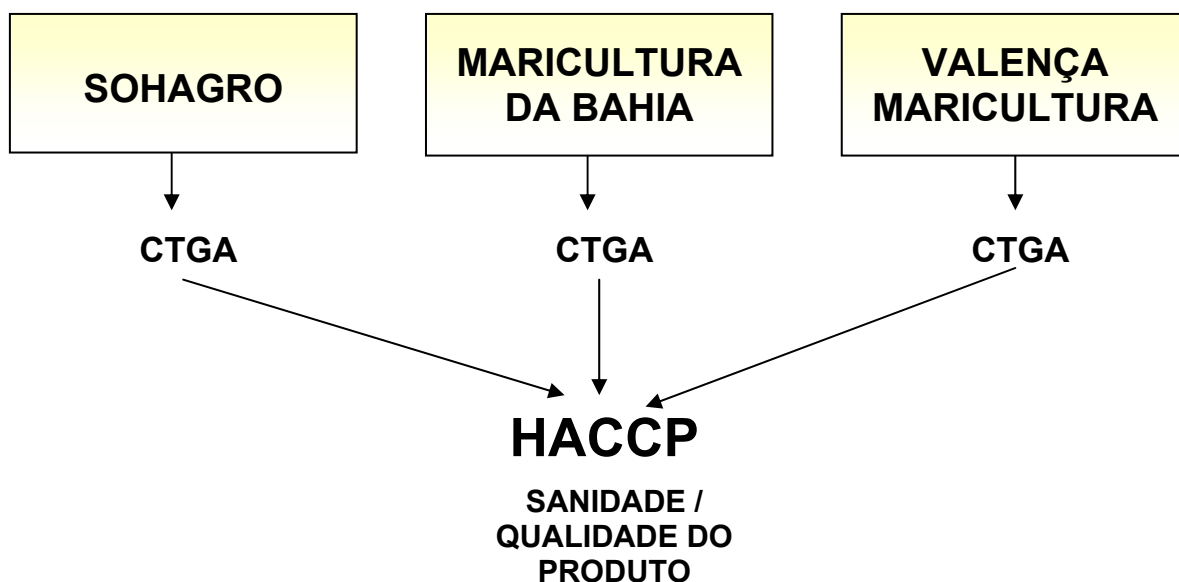 SOHAGRO
MARICULTURA
DA BAHIA
VALENÇA
MARICULTURA
CTGA
CTGA
CTGA
HACCP
SANIDADE /
QUALIDADE DO
PRODUTO